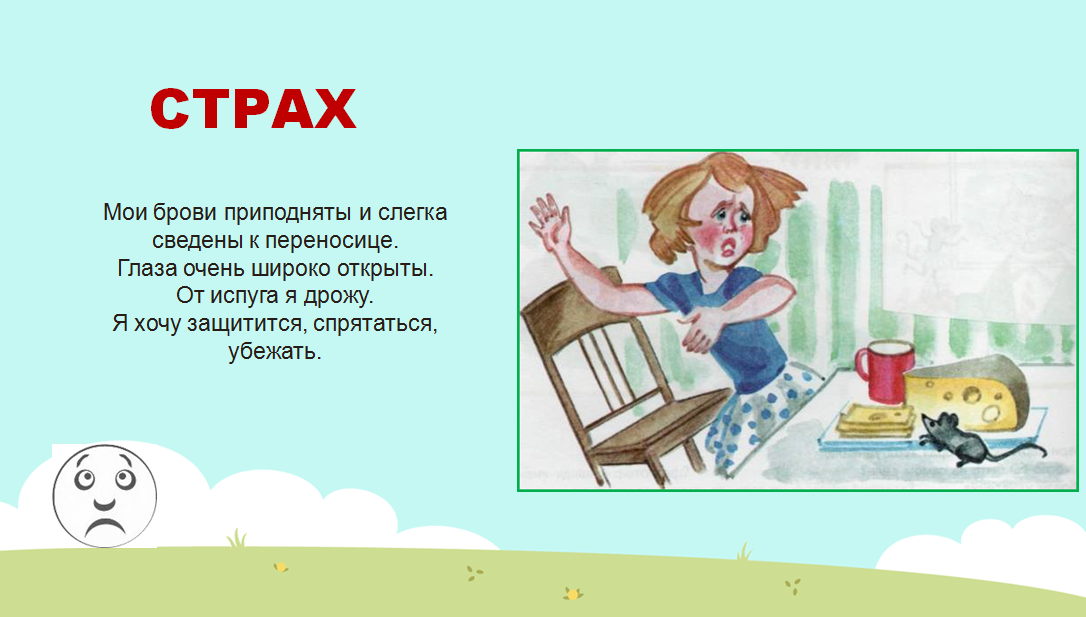 СТРАХ
Мои брови приподняты и слегка
сведены к переносице.
Глаза очень широко открыты.
От испуга я дрожу.
Я хочу защитится, спрятаться,
убежать.